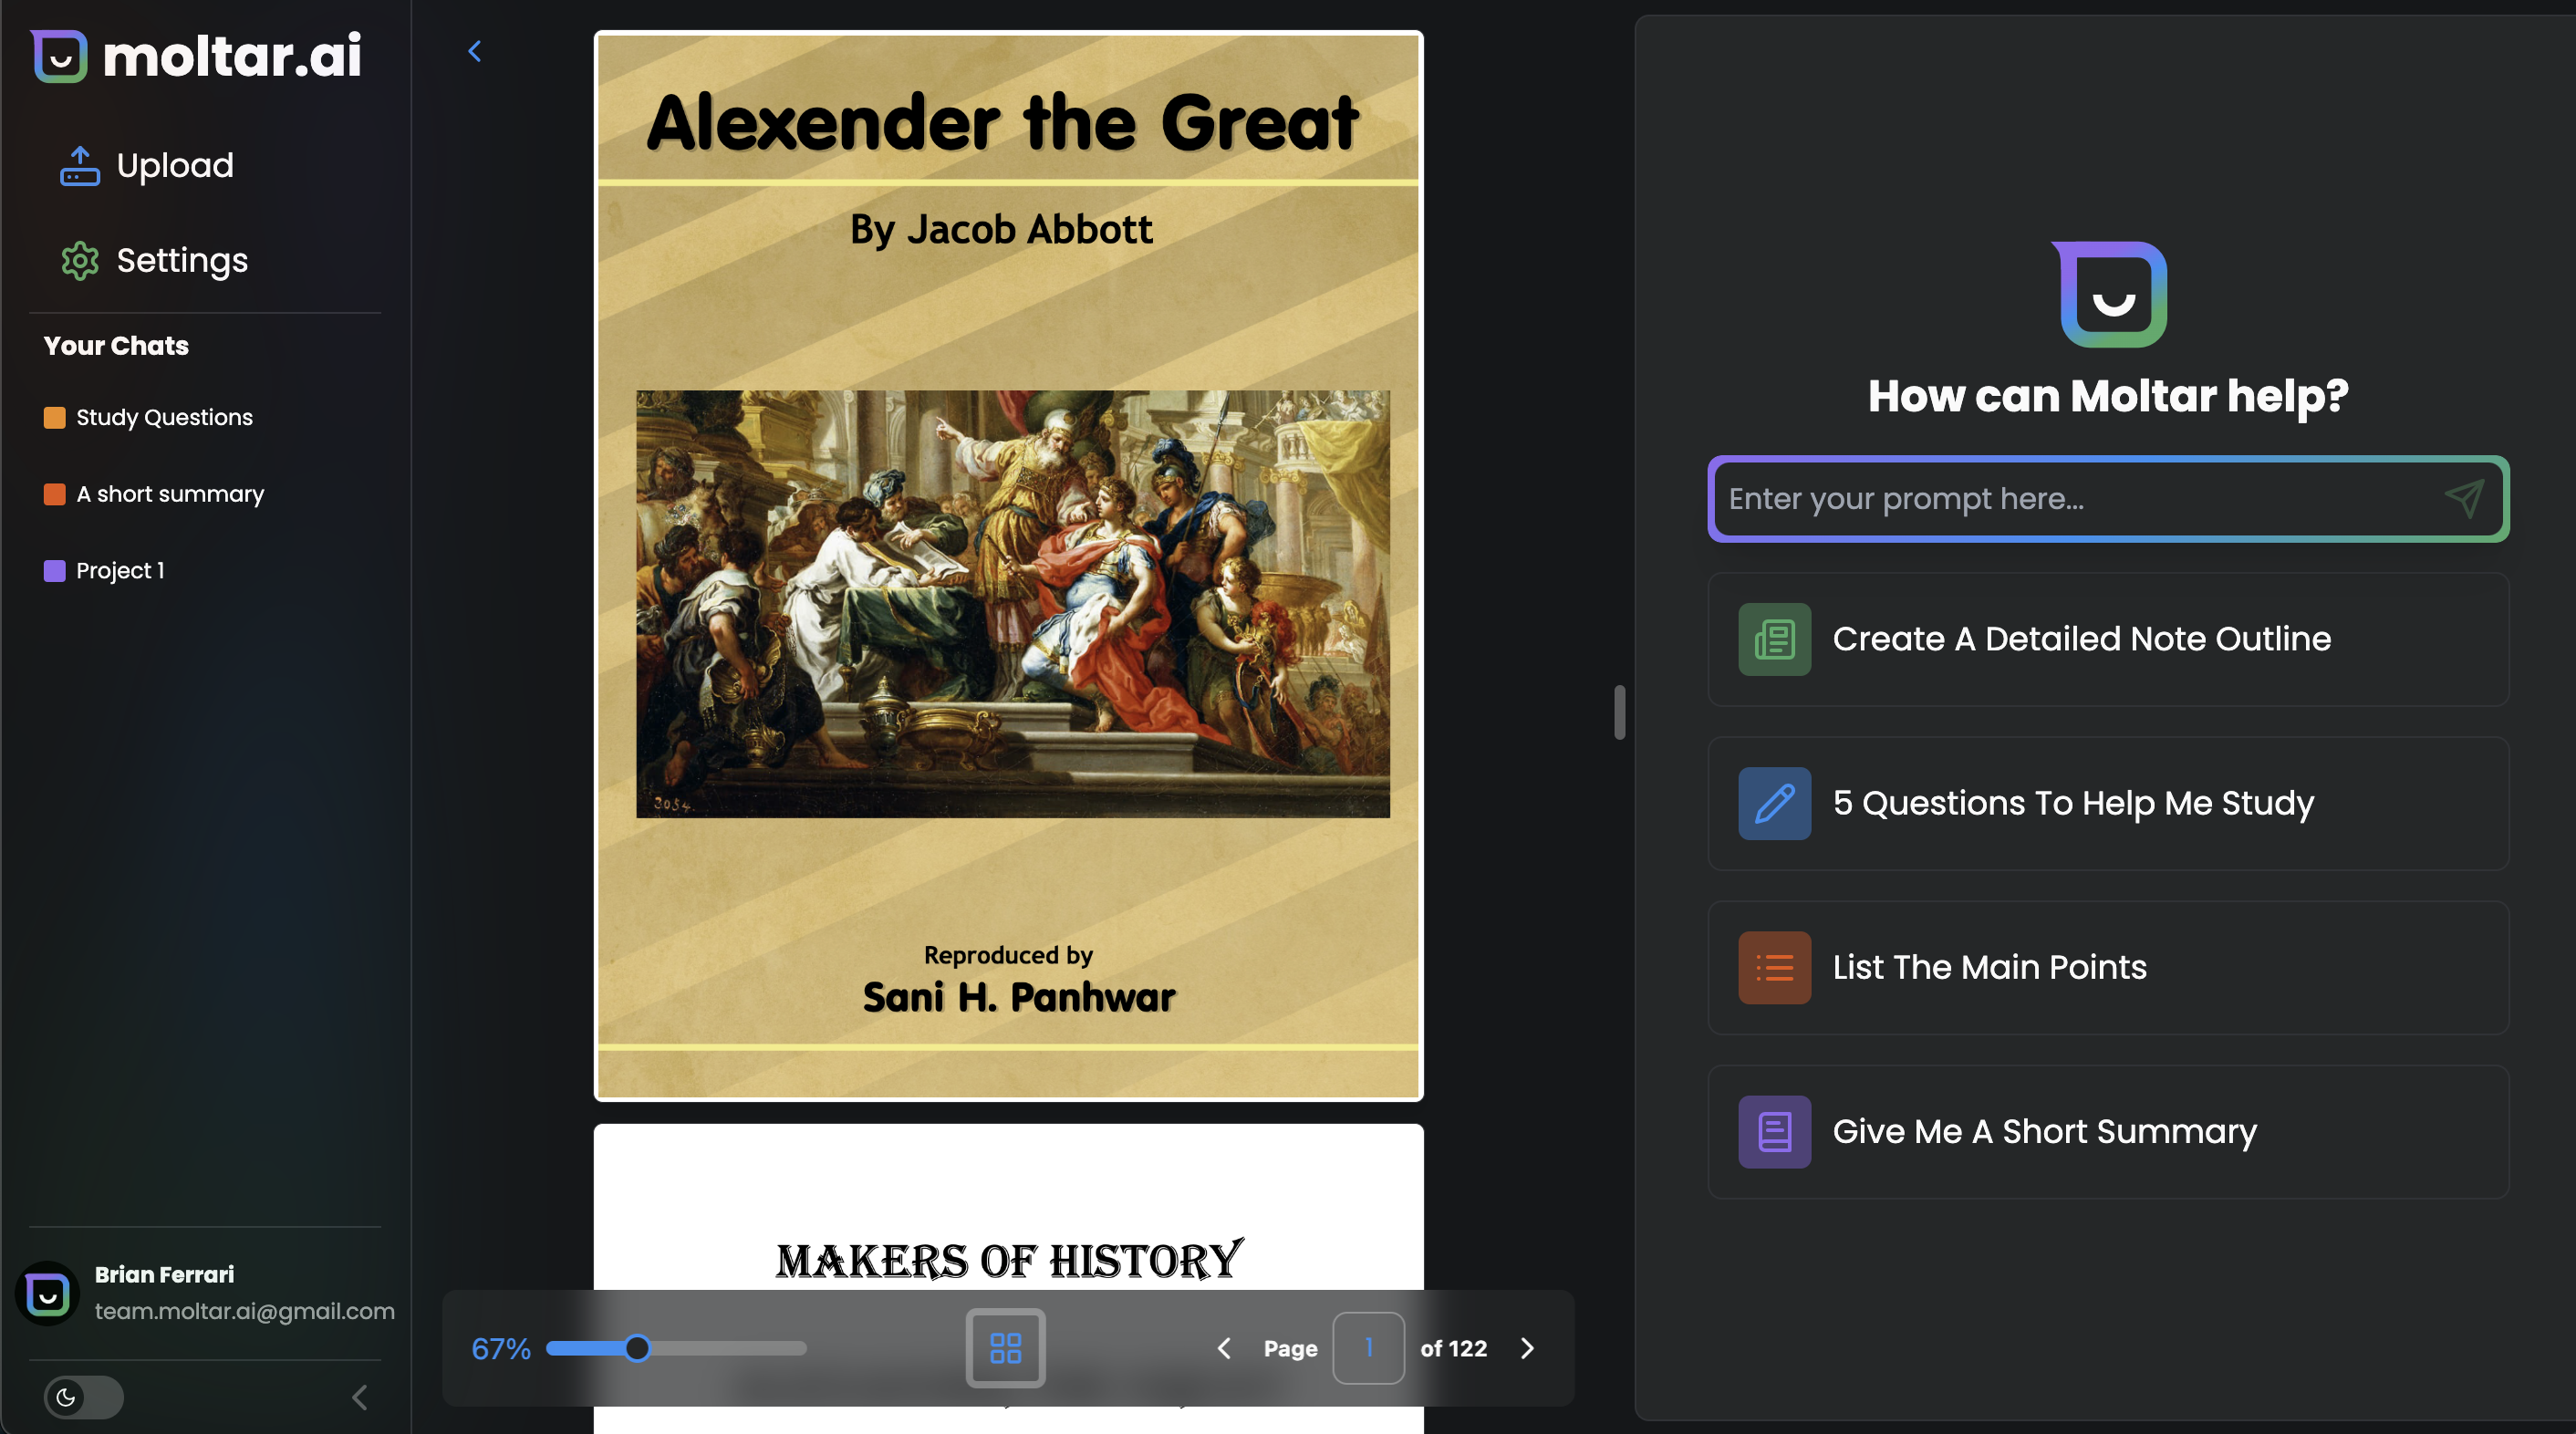 moltar.ai
Upload
Settings
Your Chats
Study Questions
A short summary
Project 1
Brian Ferrari
team.moltar.ai@gmail.com
Alexender the Great
By Jacob Abbott
3054.
Reproduced by
Sani H. Panhwar
MAKERS OF HISTORY
67%
Page 1 of 122
How can Moltar help?
Enter your prompt here...
Create A Detailed Note Outline
5 Questions To Help Me Study
List The Main Points
Give Me A Short Summary